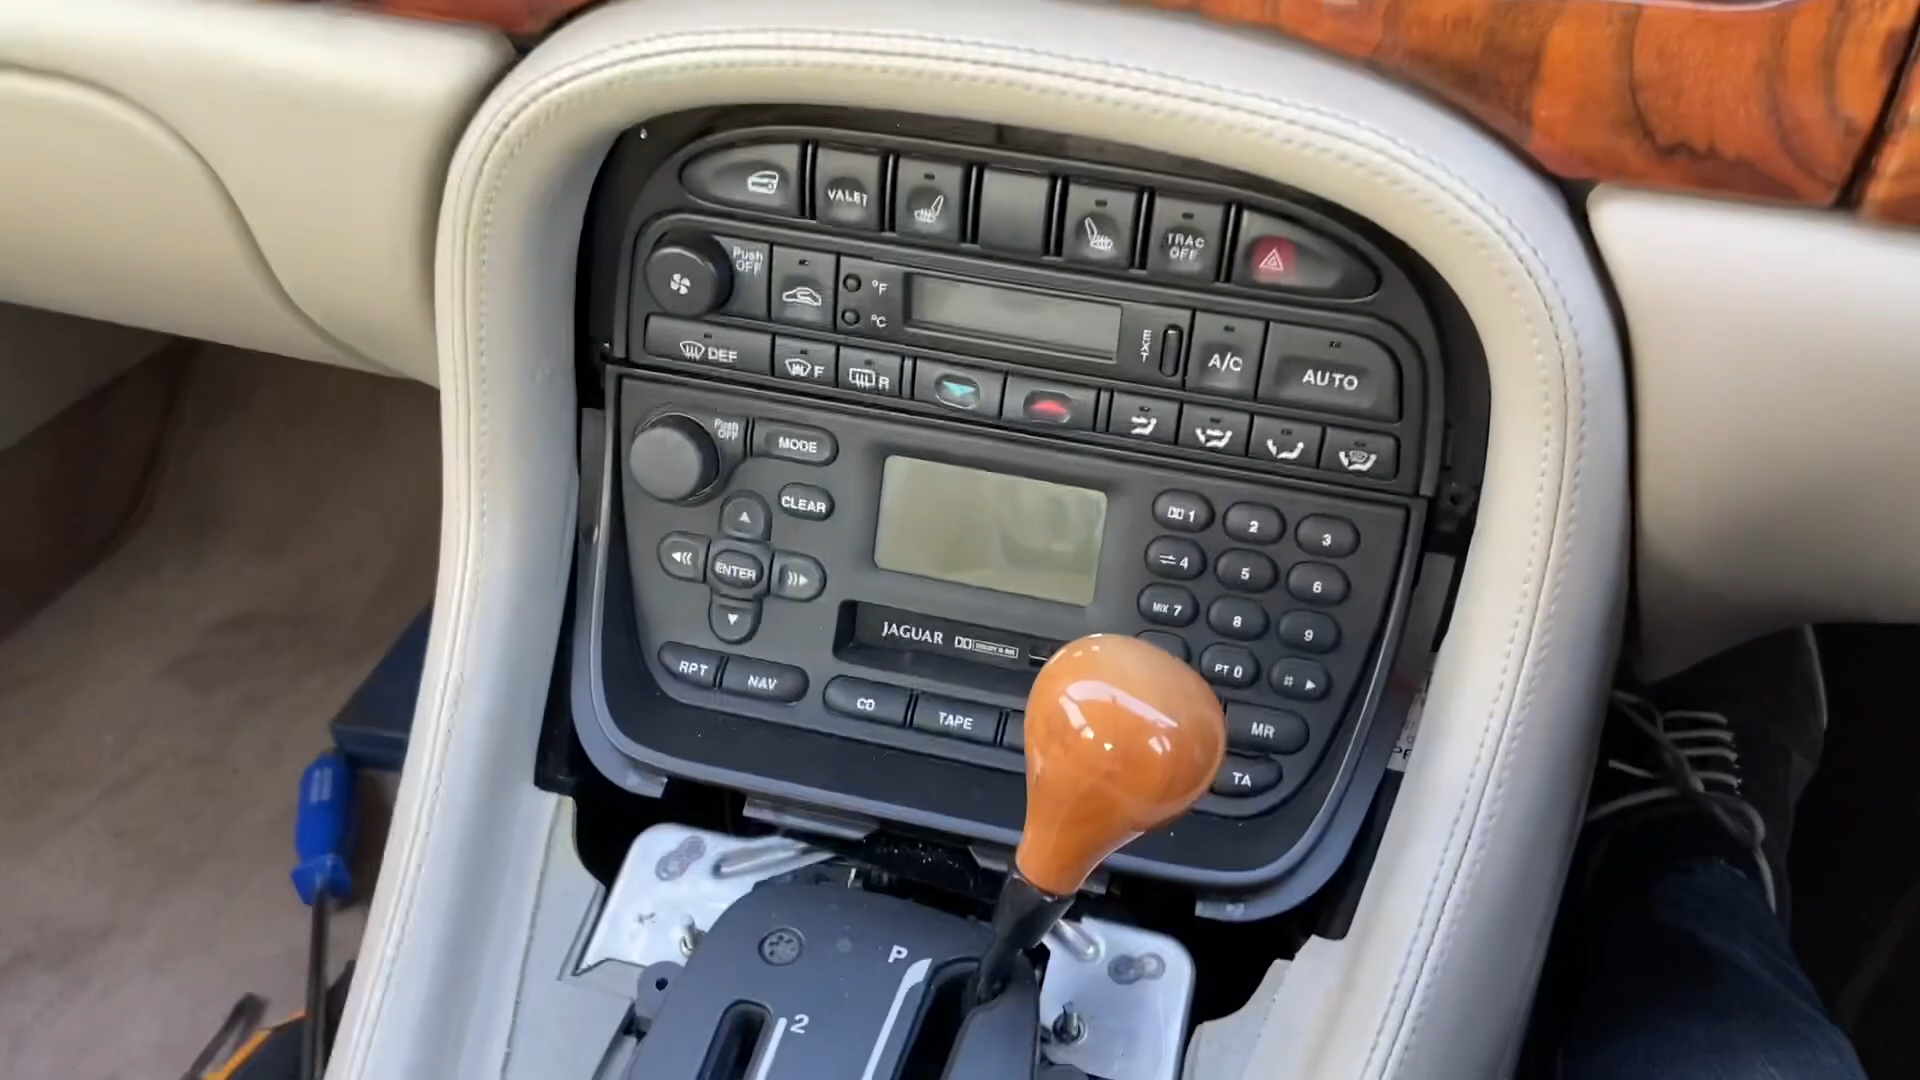 VALET
TRAC
OFF
Push
OFF
°F
°C
EXT
A/C
AUTO
DEF
F
R
Push
OFF
MODE
CLEAR
ENTER
1
2
3
4
5
6
MIX 7
8
9
PT 0
#
JAGUAR
RPT
NAV
CD
TAPE
MR
TA
P
2